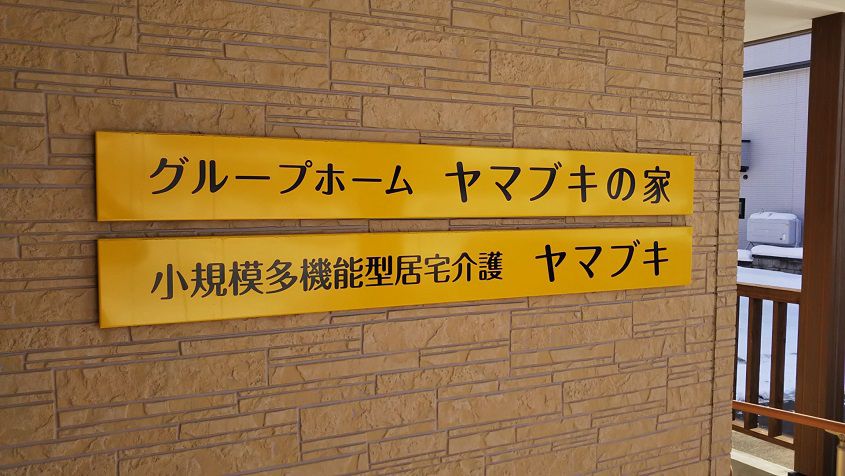 グループホーム ヤマブキの家
小規模多機能型居宅介護 ヤマブキ